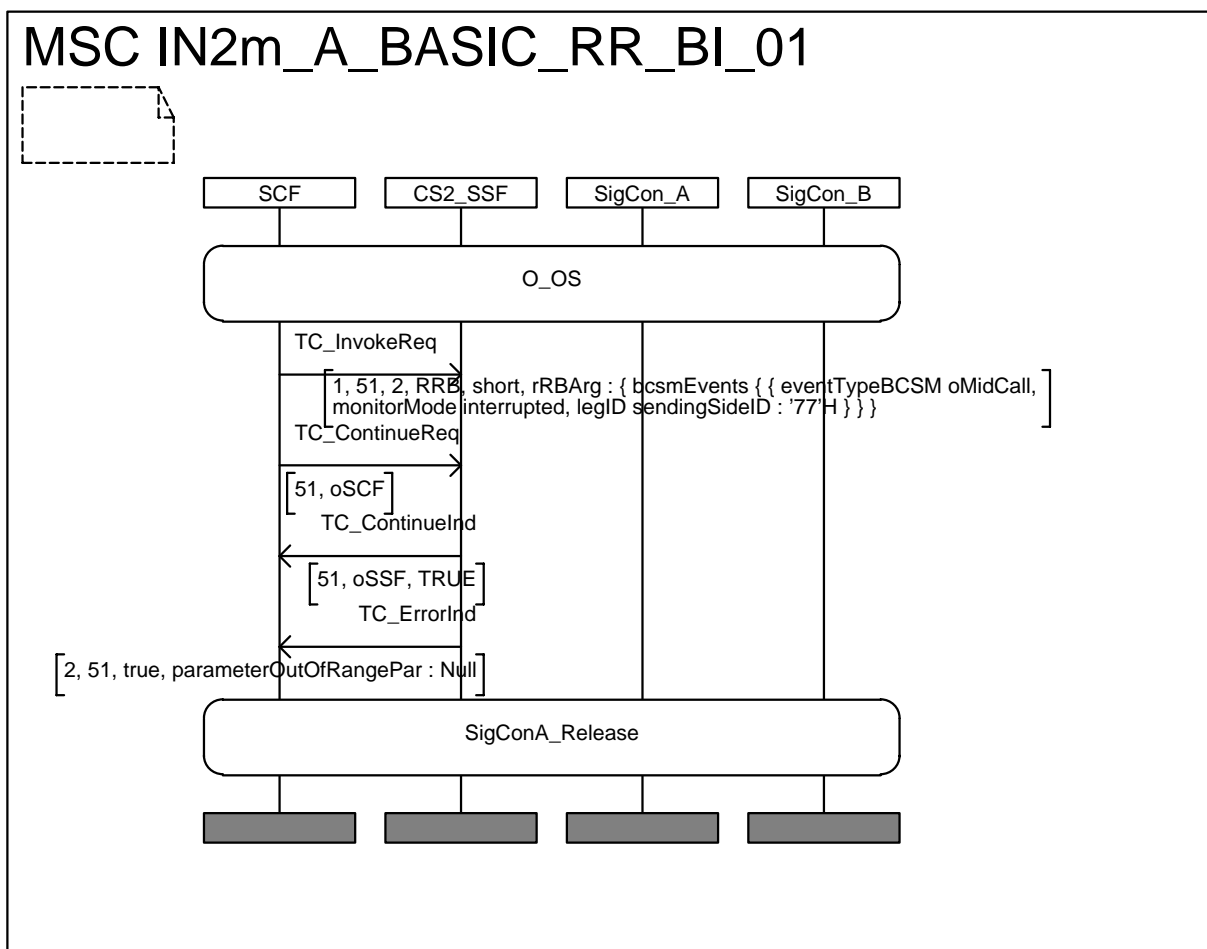 MSC IN2m_A_BASIC_RR_BI_01
SCF
CS2_SSF
SigCon_A
SigCon_B
O_OS
TC_InvokeReq
1, 51, 2, RRB, short, rRBArg : { bcsmEvents { { eventTypeBCSM oMidCall,
monitorMode interrupted, legID sendingSideID : '77'H } } }
TC_ContinueReq
51, oSCF
TC_ContinueInd
51, oSSF, TRUE
TC_ErrorInd
2, 51, true, parameterOutOfRangePar : Null
SigConA_Release